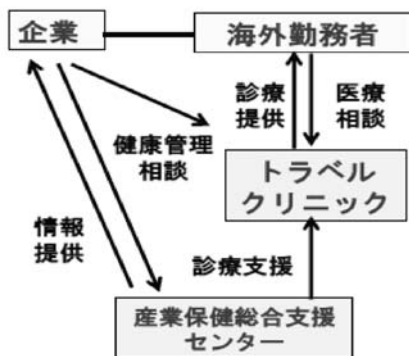 企業
海外勤務者
診療
提供
医療
相談
健康管理
相談
トラベル
クリニック
情報
提供
診療支援
産業保健総合支援
センター